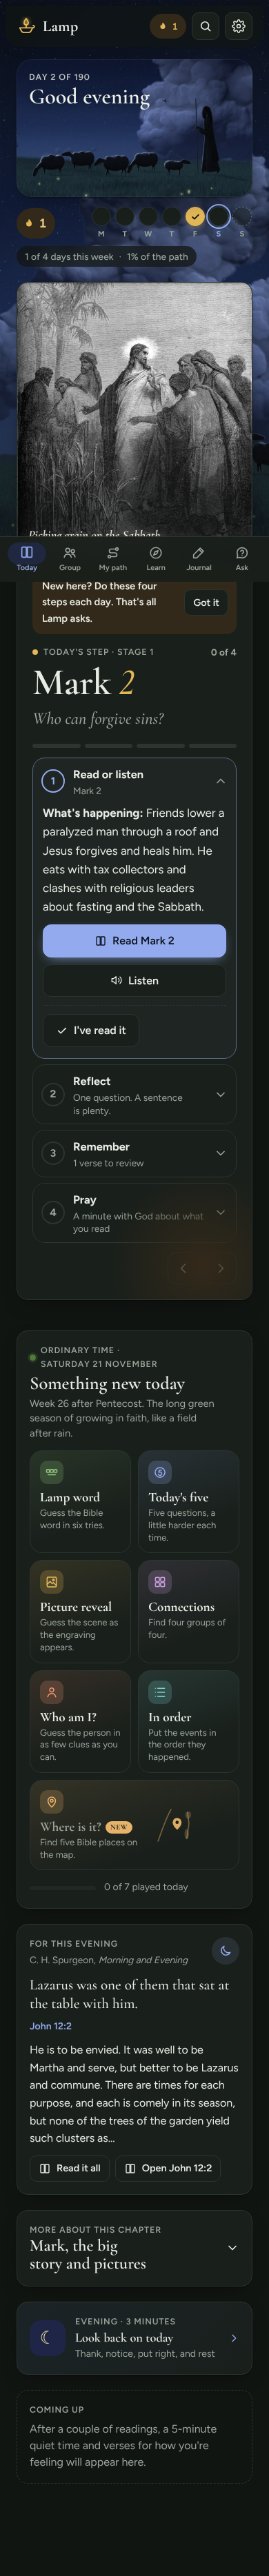 Lamp
1
DAY 2 OF 190
Good evening
1
M T W T F S S
1 of 4 days this week · 1% of the path
Picking grain on the Sabbath
Today
Group
My path
Learn
Journal
Ask
New here? Do these four
steps each day. That's all
Lamp asks.
Got it
TODAY'S STEP · STAGE 1
0 of 4
Mark 2
Who can forgive sins?
1
Read or listen
Mark 2
What's happening: Friends lower a
paralyzed man through a roof and
Jesus forgives and heals him. He
eats with tax collectors and
clashes with religious leaders
about fasting and the Sabbath.
Read Mark 2
Listen
I've read it
2
Reflect
One question. A sentence
is plenty.
3
Remember
1 verse to review
4
Pray
A minute with God about what
you read
ORDINARY TIME ·
SATURDAY 21 NOVEMBER
Something new today
Week 26 after Pentecost. The long green
season of growing in faith, like a field
after rain.
Lamp word
Guess the Bible
word in six tries.
5
Today's five
Five questions, a
little harder each
time.
Picture reveal
Guess the scene as
the engraving
appears.
Connections
Find four groups of
four.
Who am I?
Guess the person in
as few clues as you
can.
In order
Put the events in
the order they
happened.
Where is it? NEW
Find five Bible places on
the map.
0 of 7 played today
FOR THIS EVENING
C. H. Spurgeon, Morning and Evening
Lazarus was one of them that sat at
the table with him.
John 12:2
He is to be envied. It was well to be
Martha and serve, but better to be Lazarus
and commune. There are times for each
purpose, and each is comely in its season,
but none of the trees of the garden yield
such clusters as...
Read it all
Open John 12:2
MORE ABOUT THIS CHAPTER
Mark, the big
story and pictures
EVENING · 3 MINUTES
Look back on today
Thank, notice, put right, and rest
COMING UP
After a couple of readings, a 5-minute
quiet time and verses for how you're
feeling will appear here.